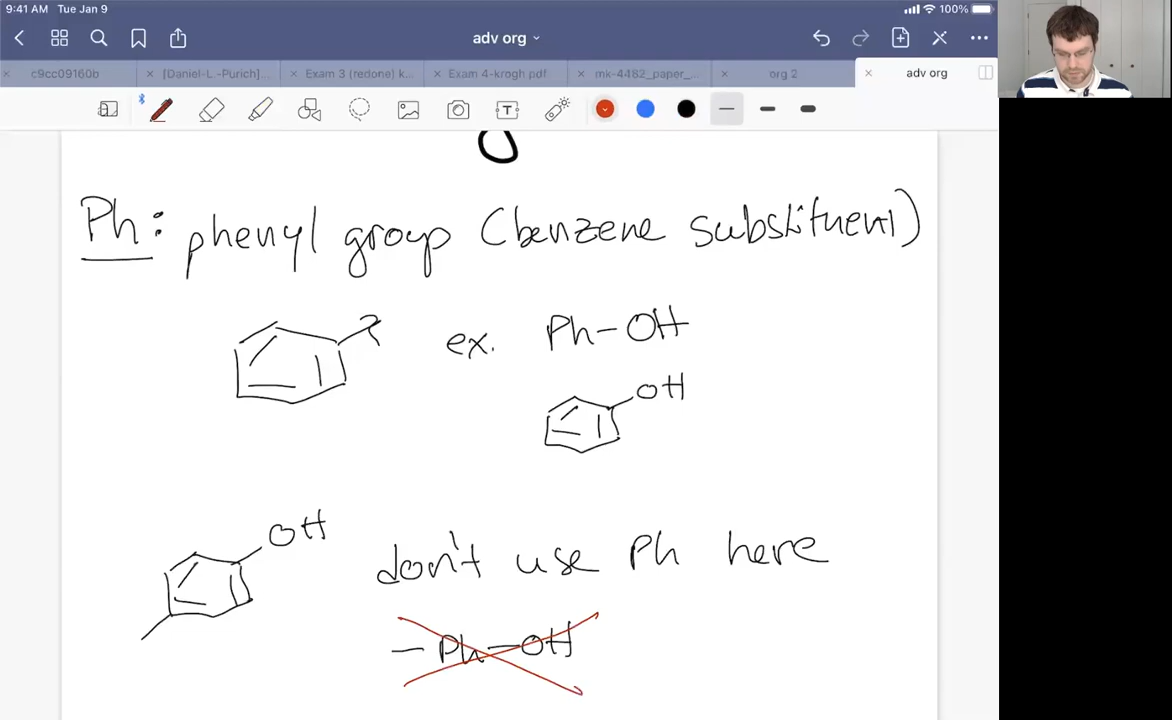 9:41 AM Tue Jan 9
100%
adv org
c9cc09160b
[Daniel-L.-Purich]...
Exam 3 (redone) k...
Exam 4-krogh pdf
mk-4482_paper_...
org 2
adv org
T
Ph: phenyl group (benzene substituent)
ex. Ph-OH
OH
OH
don't use Ph here
- Ph-OH